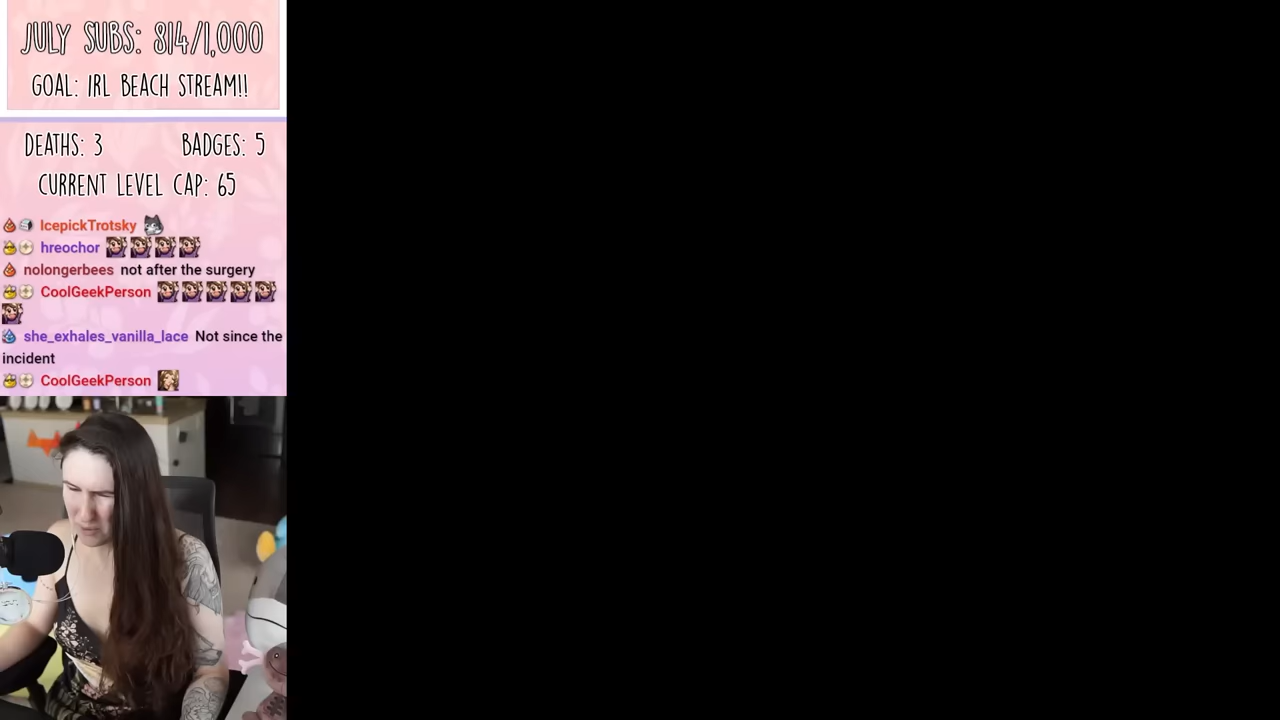 JULY SUBS: 814/1,000
GOAL: IRL BEACH STREAM!!
DEATHS: 3 BADGES: 5
CURRENT LEVEL CAP: 65
IcepickTrotsky
hreochor
nolongerbees not after the surgery
CoolGeekPerson
she_exhales_vanilla_lace Not since the
incident
CoolGeekPerson